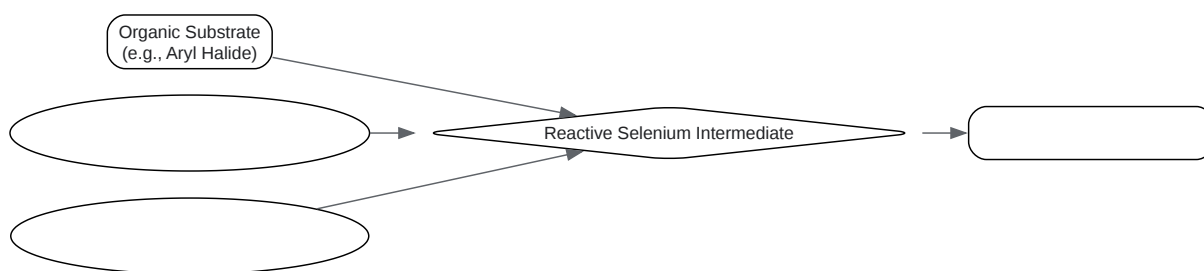 Organic Substrate
(e.g., Aryl Halide)
Reactive Selenium Intermediate